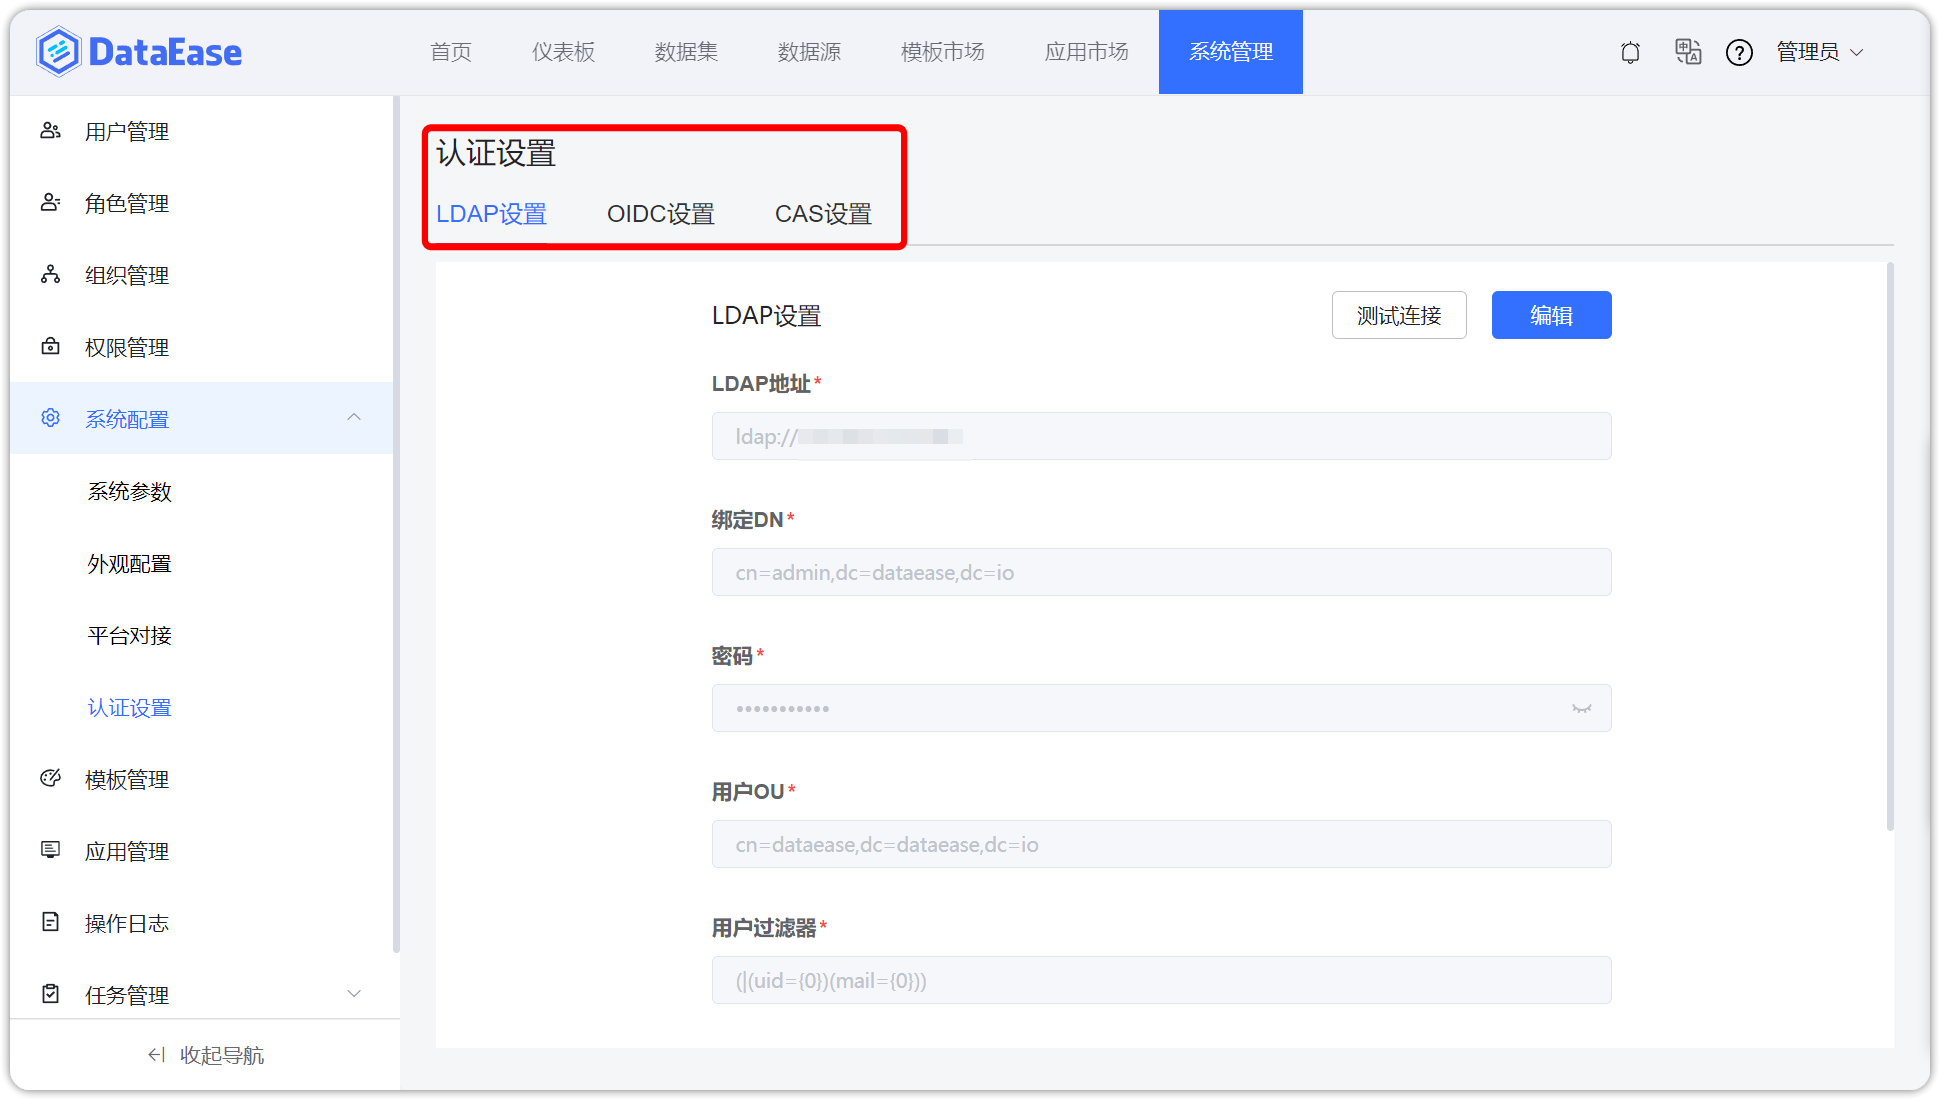 DataEase
首页 仪表板 数据集 数据源 模板市场 应用市场 系统管理 管理员
用户管理
角色管理
组织管理
权限管理
系统配置
系统参数
外观配置
平台对接
认证设置
模板管理
应用管理
操作日志
任务管理
收起导航
认证设置
LDAP设置 OIDC设置 CAS设置
LDAP设置 测试连接 编辑
LDAP地址*
ldap://
绑定DN*
cn=admin,dc=dataease,dc=io
密码*
•••••••••••
用户OU*
cn=dataease,dc=dataease,dc=io
用户过滤器*
(|(uid={0})(mail={0}))